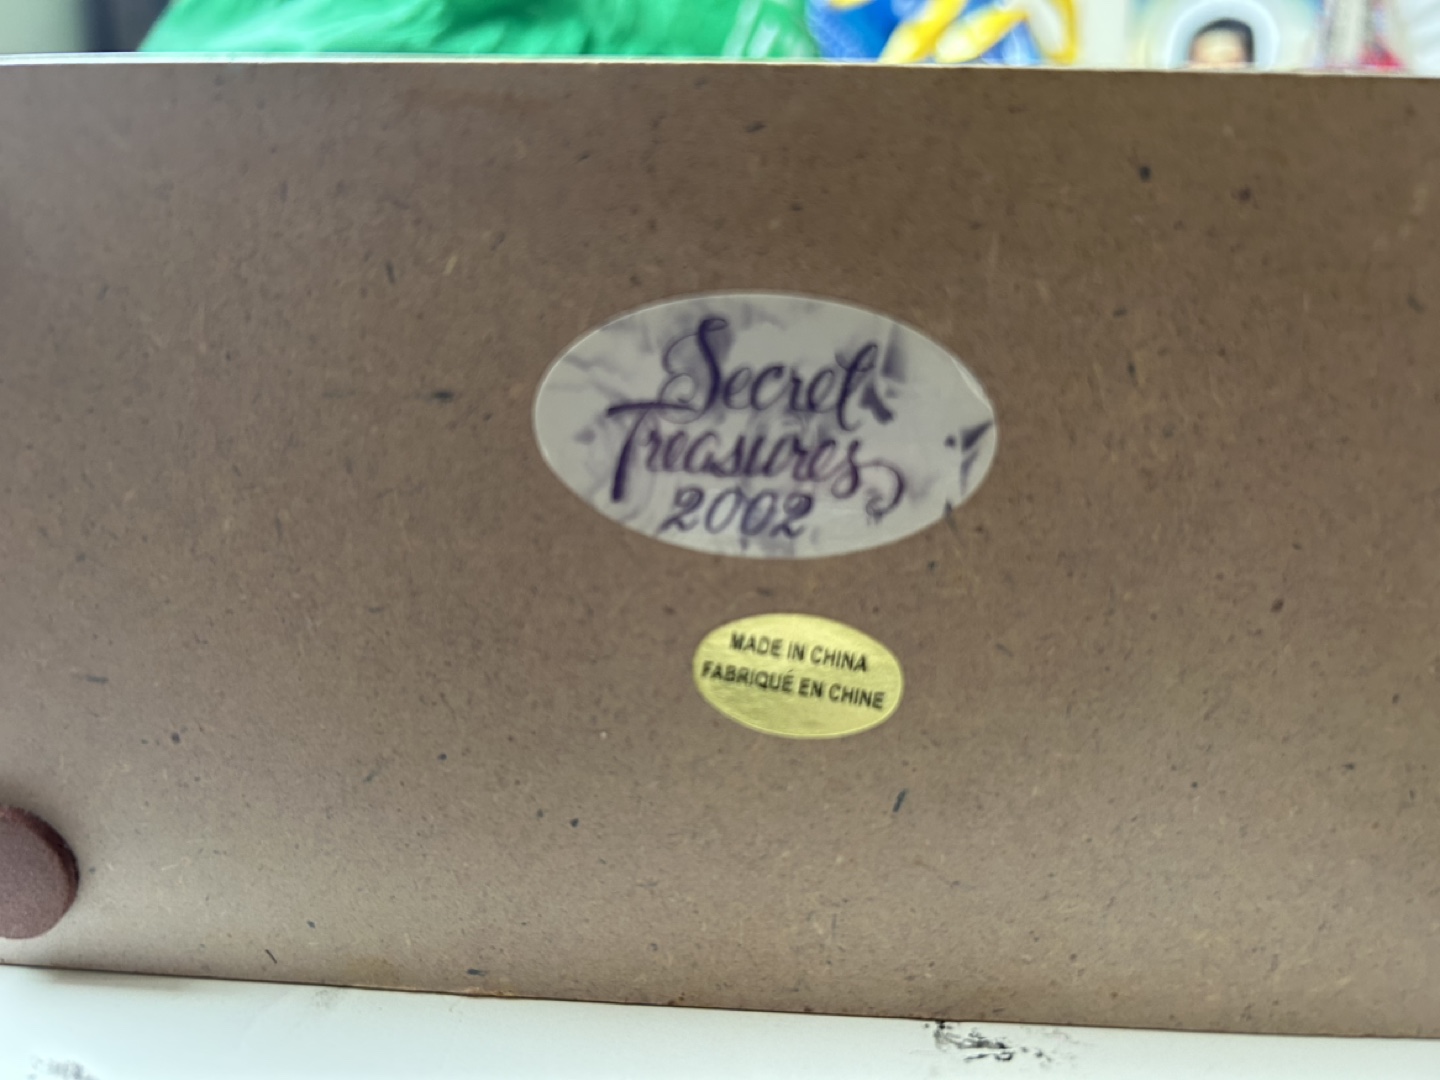 Secret
Treasures
2002
MADE IN CHINA
FABRIQUÉ EN CHINE